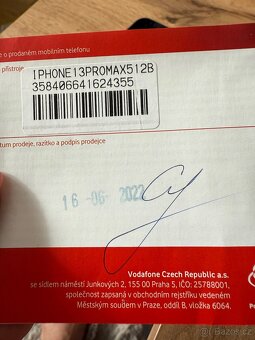 e o prodaném mobilním telefonu
přístroje
IPHONE13PROMAX512B
358406641624355
tum prodeje, razítko a podpis prodejce
16 -06- 2022
Vodafone Czech Republic a.s.
se sídlem náměstí Junkových 2, 155 00 Praha 5, IČO: 25788001,
společnost zapsaná v obchodním rejstříku vedeném
Městským soudem v Praze, oddíl B, vložka 6064.